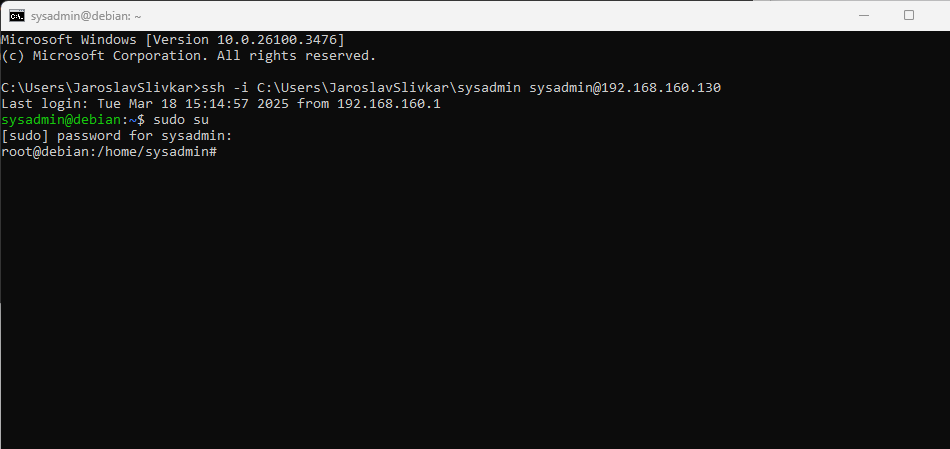 sysadmin@debian: ~
Microsoft Windows [Version 10.0.26100.3476]
(c) Microsoft Corporation. All rights reserved.
C:\Users\JaroslavSlivkar>ssh -i C:\Users\JaroslavSlivkar\sysadmin sysadmin@192.168.160.130
Last login: Tue Mar 18 15:14:57 2025 from 192.168.160.1
sysadmin@debian:~$ sudo su
[sudo] password for sysadmin:
root@debian:/home/sysadmin#